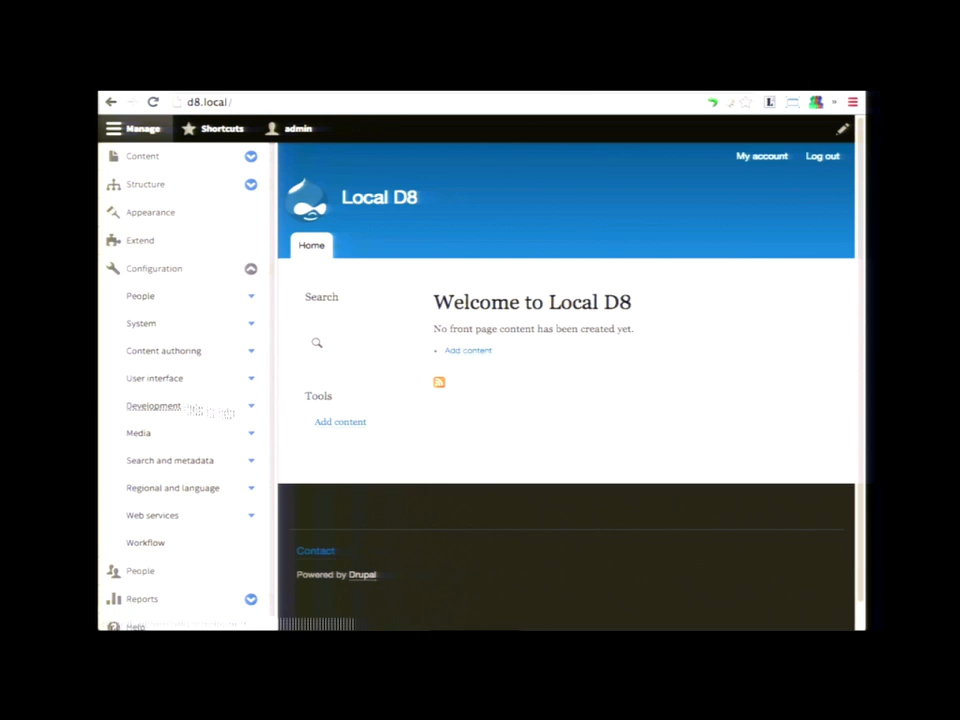 d8.local/
Manage Shortcuts admin
My account Log out
Local D8
Home
Content
Structure
Appearance
Extend
Configuration
People
System
Content authoring
User interface
Development
Media
Search and metadata
Regional and language
Web services
Workflow
People
Reports
Help
Search
Tools
Add content
Welcome to Local D8
No front page content has been created yet.
Add content
Contact
Powered by Drupal